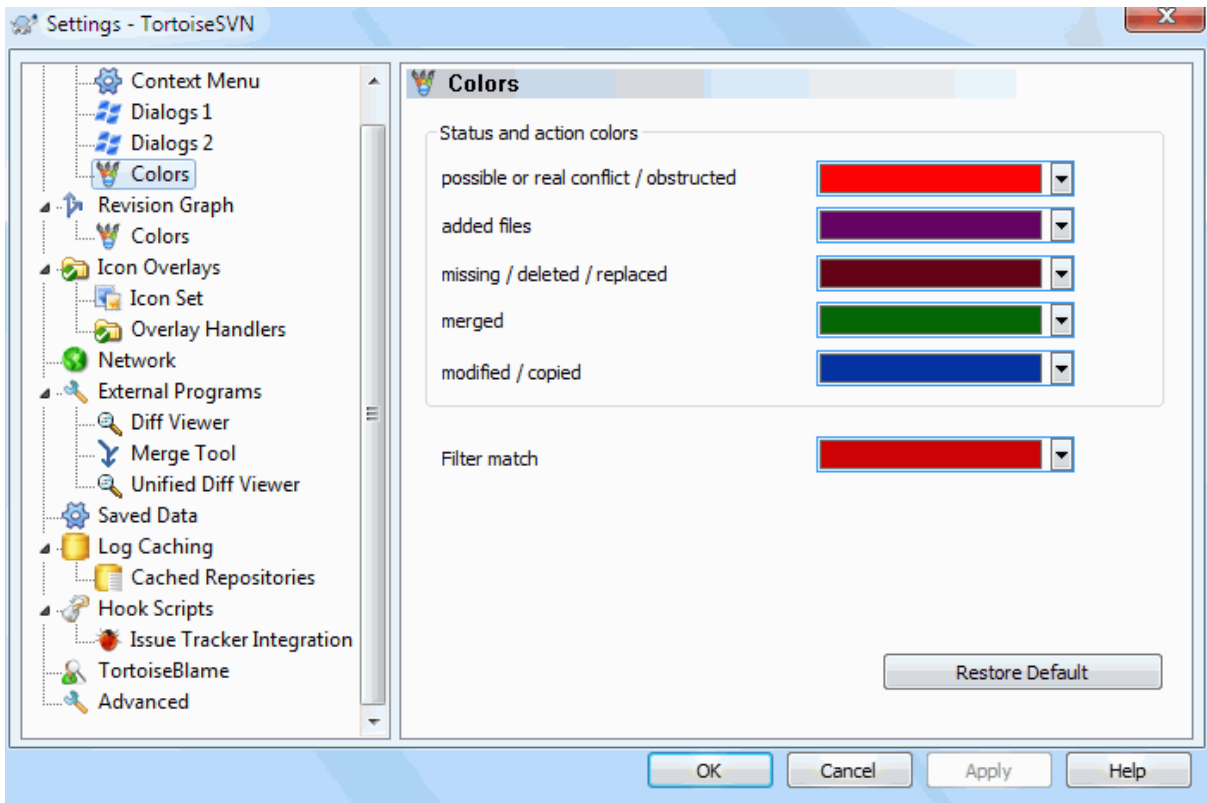 Settings - TortoiseSVN
X
Context Menu
Dialogs 1
Dialogs 2
Colors
Revision Graph
Colors
Icon Overlays
Icon Set
Overlay Handlers
Network
External Programs
Diff Viewer
Merge Tool
Unified Diff Viewer
Saved Data
Log Caching
Cached Repositories
Hook Scripts
Issue Tracker Integration
TortoiseBlame
Advanced
Colors
Status and action colors
possible or real conflict / obstructed
added files
missing / deleted / replaced
merged
modified / copied
Filter match
Restore Default
OK
Cancel
Apply
Help